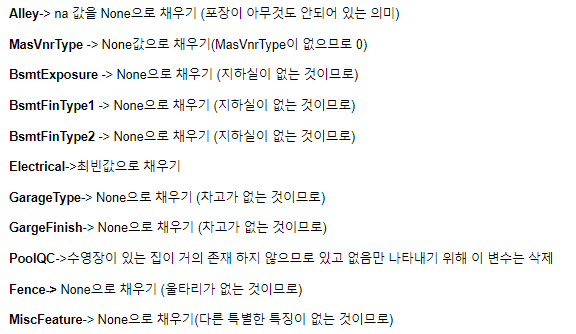 Alley-> na 값을 None으로 채우기 (포장이 아무것도 안되어 있는 의미)
MasVnrType -> None값으로 채우기(MasVnrType이 없으므로 0)
BsmtExposure -> None으로 채우기 (지하실이 없는 것이므로)
BsmtFinType1 -> None으로 채우기 (지하실이 없는 것이므로)
BsmtFinType2 -> None으로 채우기 (지하실이 없는 것이므로)
Electrical->최빈값으로 채우기
GarageType-> None으로 채우기 (차고가 없는 것이므로)
GargeFinish-> None으로 채우기 (차고가 없는 것이므로)
PoolQC->수영장이 있는 집이 거의 존재 하지 않으므로 있고 없음만 나타내기 위해 이 변수는 삭제
Fence-> None으로 채우기 (울타리가 없는 것이므로)
MiscFeature-> None으로 채우기(다른 특별한 특징이 없는 것이므로)